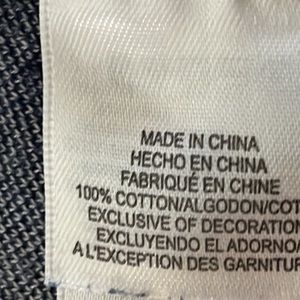 MADE IN CHINA
HECHO EN CHINA
FABRIQUÉ EN CHINE
100% COTTON/ALGODON/COT
EXCLUSIVE OF DECORATION
EXCLUYENDO EL ADORNO
A L'EXCEPTION DES GARNITUR